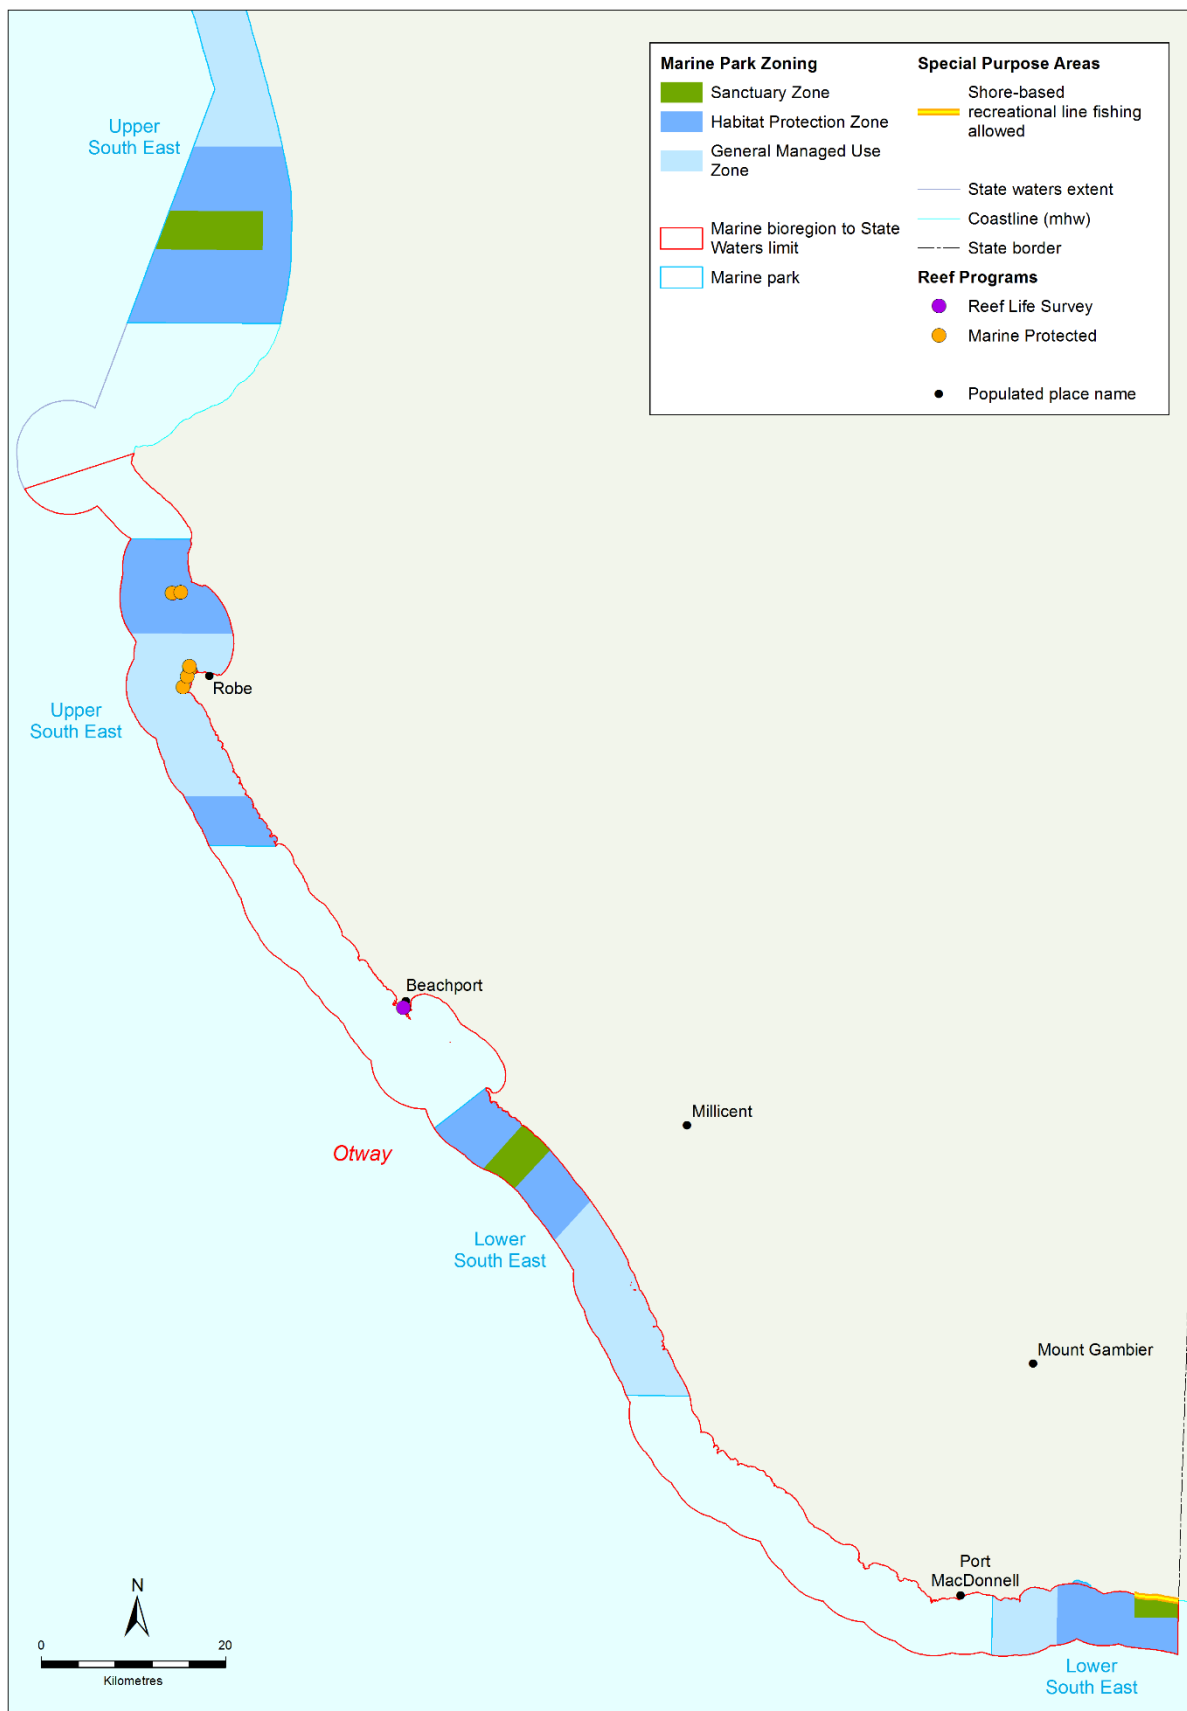 Marine Park Zoning
Sanctuary Zone
Habitat Protection Zone
General Managed Use
Zone
Marine bioregion to State
Waters limit
Marine park
Special Purpose Areas
Shore-based
recreational line fishing
allowed
State waters extent
Coastline (mhw)
State border
Reef Programs
Reef Life Survey
Marine Protected
Populated place name
Upper
South East
Robe
Upper
South East
Beachport
Millicent
Otway
Lower
South East
Mount Gambier
Port
MacDonnell
Lower
South East
N
0 20
Kilometres